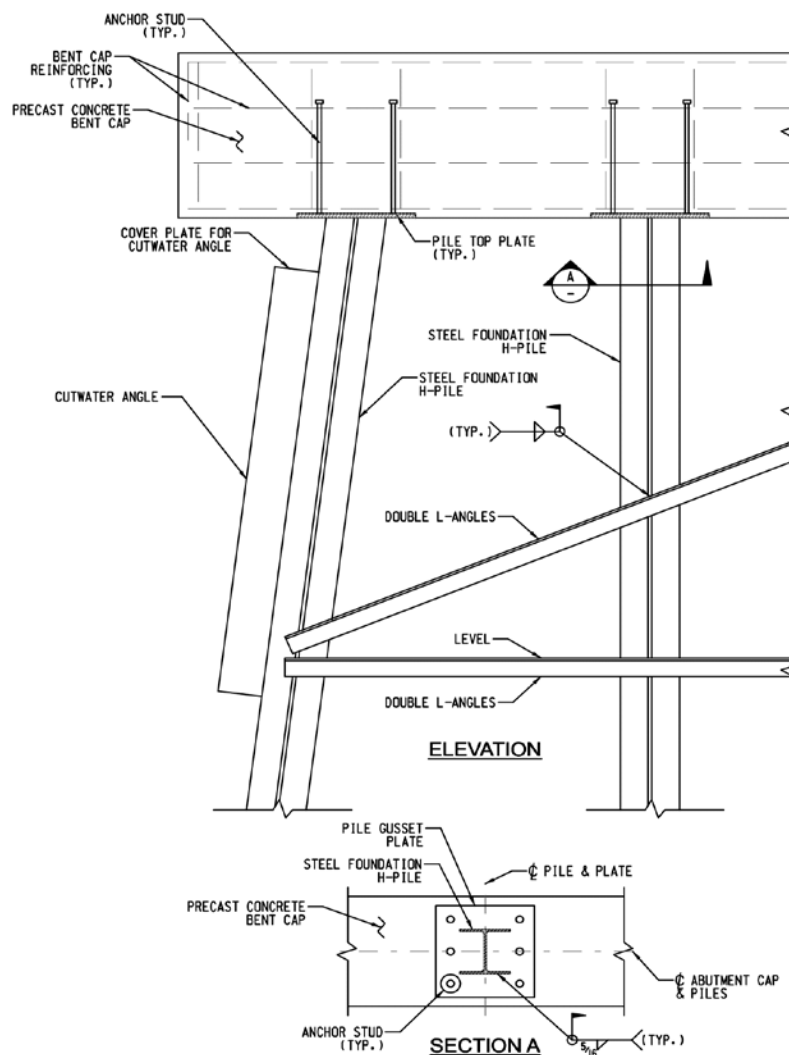 ANCHOR STUD
(TYP.)
BENT CAP
REINFORCING
(TYP.)
PRECAST CONCRETE
BENT CAP
COVER PLATE FOR
CUTWATER ANGLE
PILE TOP PLATE
(TYP.)
A
-
STEEL FOUNDATION
H-PILE
STEEL FOUNDATION
H-PILE
CUTWATER ANGLE
(TYP.)
DOUBLE L-ANGLES
LEVEL
DOUBLE L-ANGLES
ELEVATION
PILE GUSSET
PLATE
STEEL FOUNDATION
H-PILE
℄ PILE & PLATE
PRECAST CONCRETE
BENT CAP
℄ ABUTMENT CAP
& PILES
ANCHOR STUD
(TYP.)
5/16
(TYP.)
SECTION A